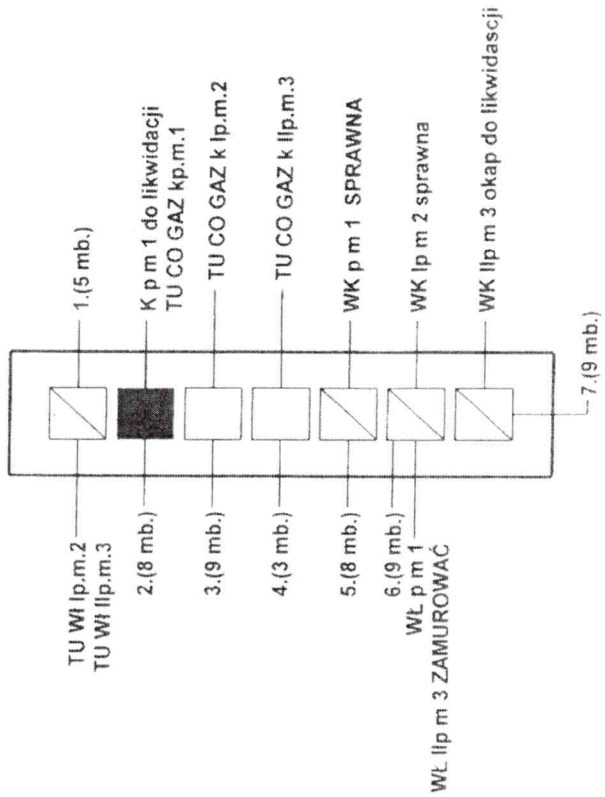 1.(5 mb.)
TU Wł Ip.m.2
TU Wł IIp.m.3
K p m 1 do likwidacji
TU CO GAZ kp.m.1
2.(8 mb.)
TU CO GAZ k Ip.m.2
3.(9 mb.)
TU CO GAZ k IIp.m.3
4.(3 mb.)
WK p m 1 SPRAWNA
5.(8 mb.)
WK Ip m 2 sprawna
6.(9 mb.)
WŁ p m 1
WŁ IIp m 3 ZAMUROWAĆ
WK IIp m 3 okap do likwidascji
7.(9 mb.)